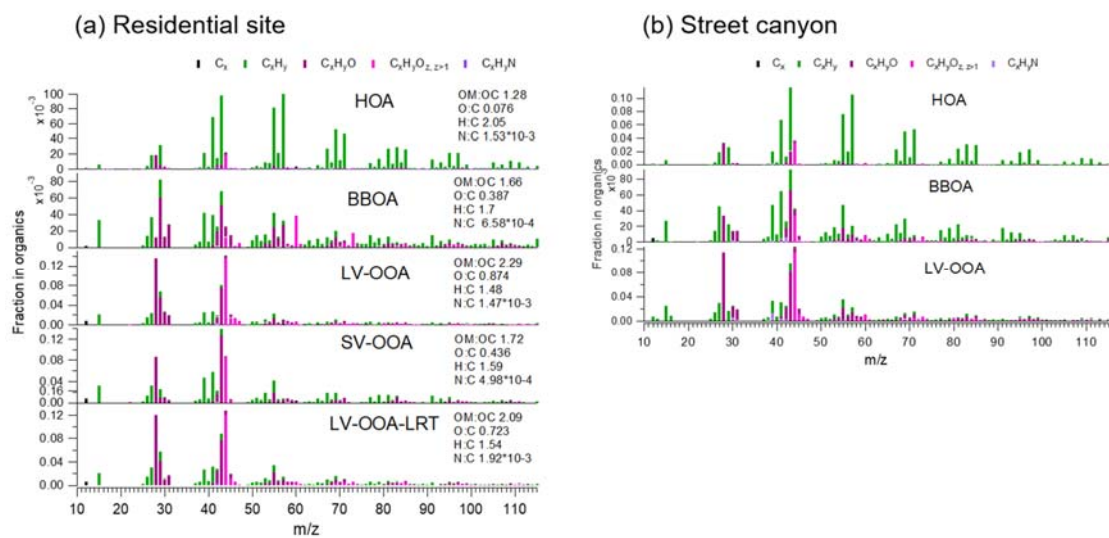 (a) Residential site
Cx CxHy CxHyO CxHyOz, z>1 CxHyN
HOA
OM:OC 1.28
O:C 0.076
H:C 2.05
N:C 1.53*10-3
x10-3
100
80
60
40
20
0
BBOA
OM:OC 1.66
O:C 0.387
H:C 1.7
N:C 6.58*10-4
x10-3
80
60
40
20
0
LV-OOA
OM:OC 2.29
O:C 0.874
H:C 1.48
N:C 1.47*10-3
0.12
0.08
0.04
0.00
SV-OOA
OM:OC 1.72
O:C 0.436
H:C 1.59
N:C 4.98*10-4
0.12
0.08
0.04
0.16
LV-OOA-LRT
OM:OC 2.09
O:C 0.723
H:C 1.54
N:C 1.92*10-3
0.12
0.08
0.04
0.00
Fraction in organics
10 20 30 40 50 60 70 80 90 100 110
m/z
(b) Street canyon
Cx CxHy CxHyO CxHyOz, z>1 CxHyN
HOA
0.10
0.08
0.06
0.04
0.02
0.00
BBOA
80
60
40
20
0
LV-OOA
0.12
0.08
0.04
0.00
Fraction in organics
x10-3
10 20 30 40 50 60 70 80 90 100 110
m/z